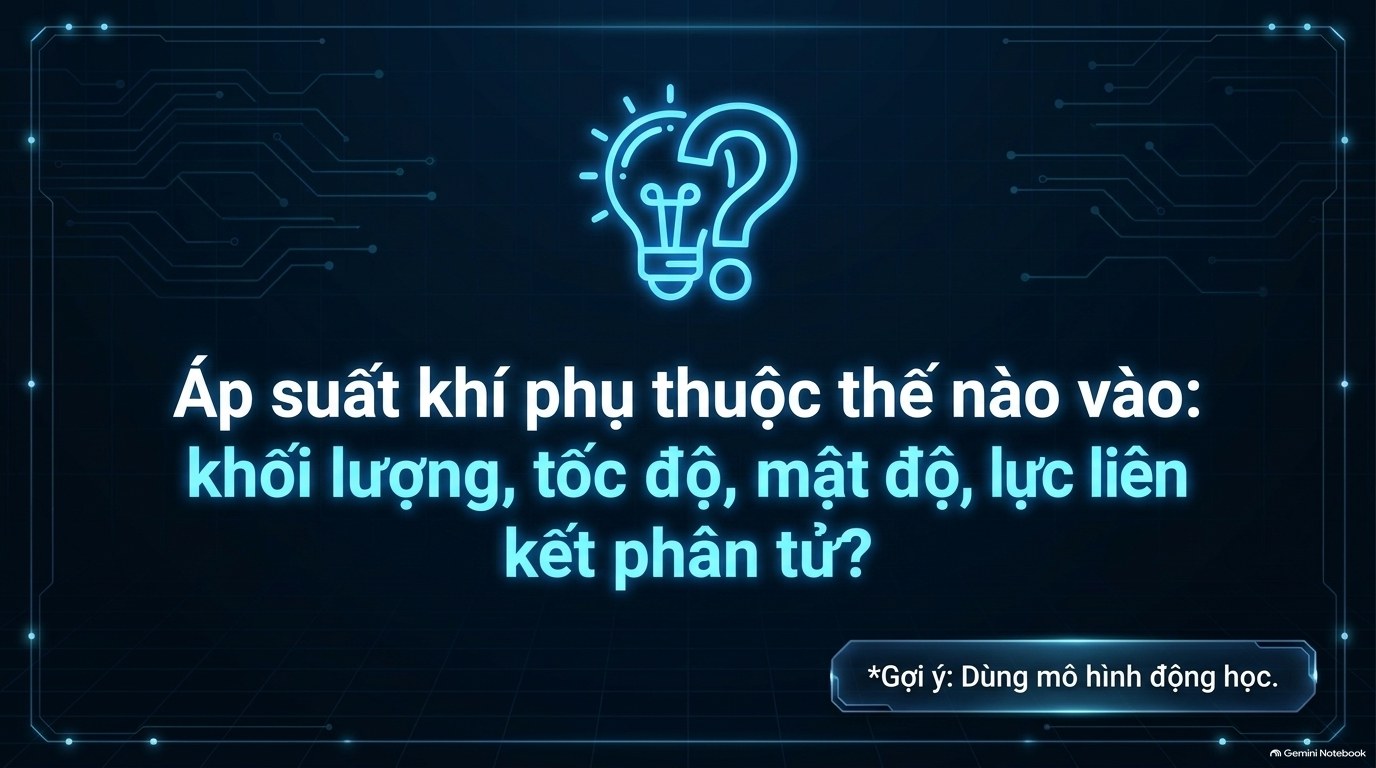 Áp suất khí phụ thuộc thế nào vào:
khối lượng, tốc độ, mật độ, lực liên
kết phân tử?
*Gợi ý: Dùng mô hình động học.
Gemini Notebook